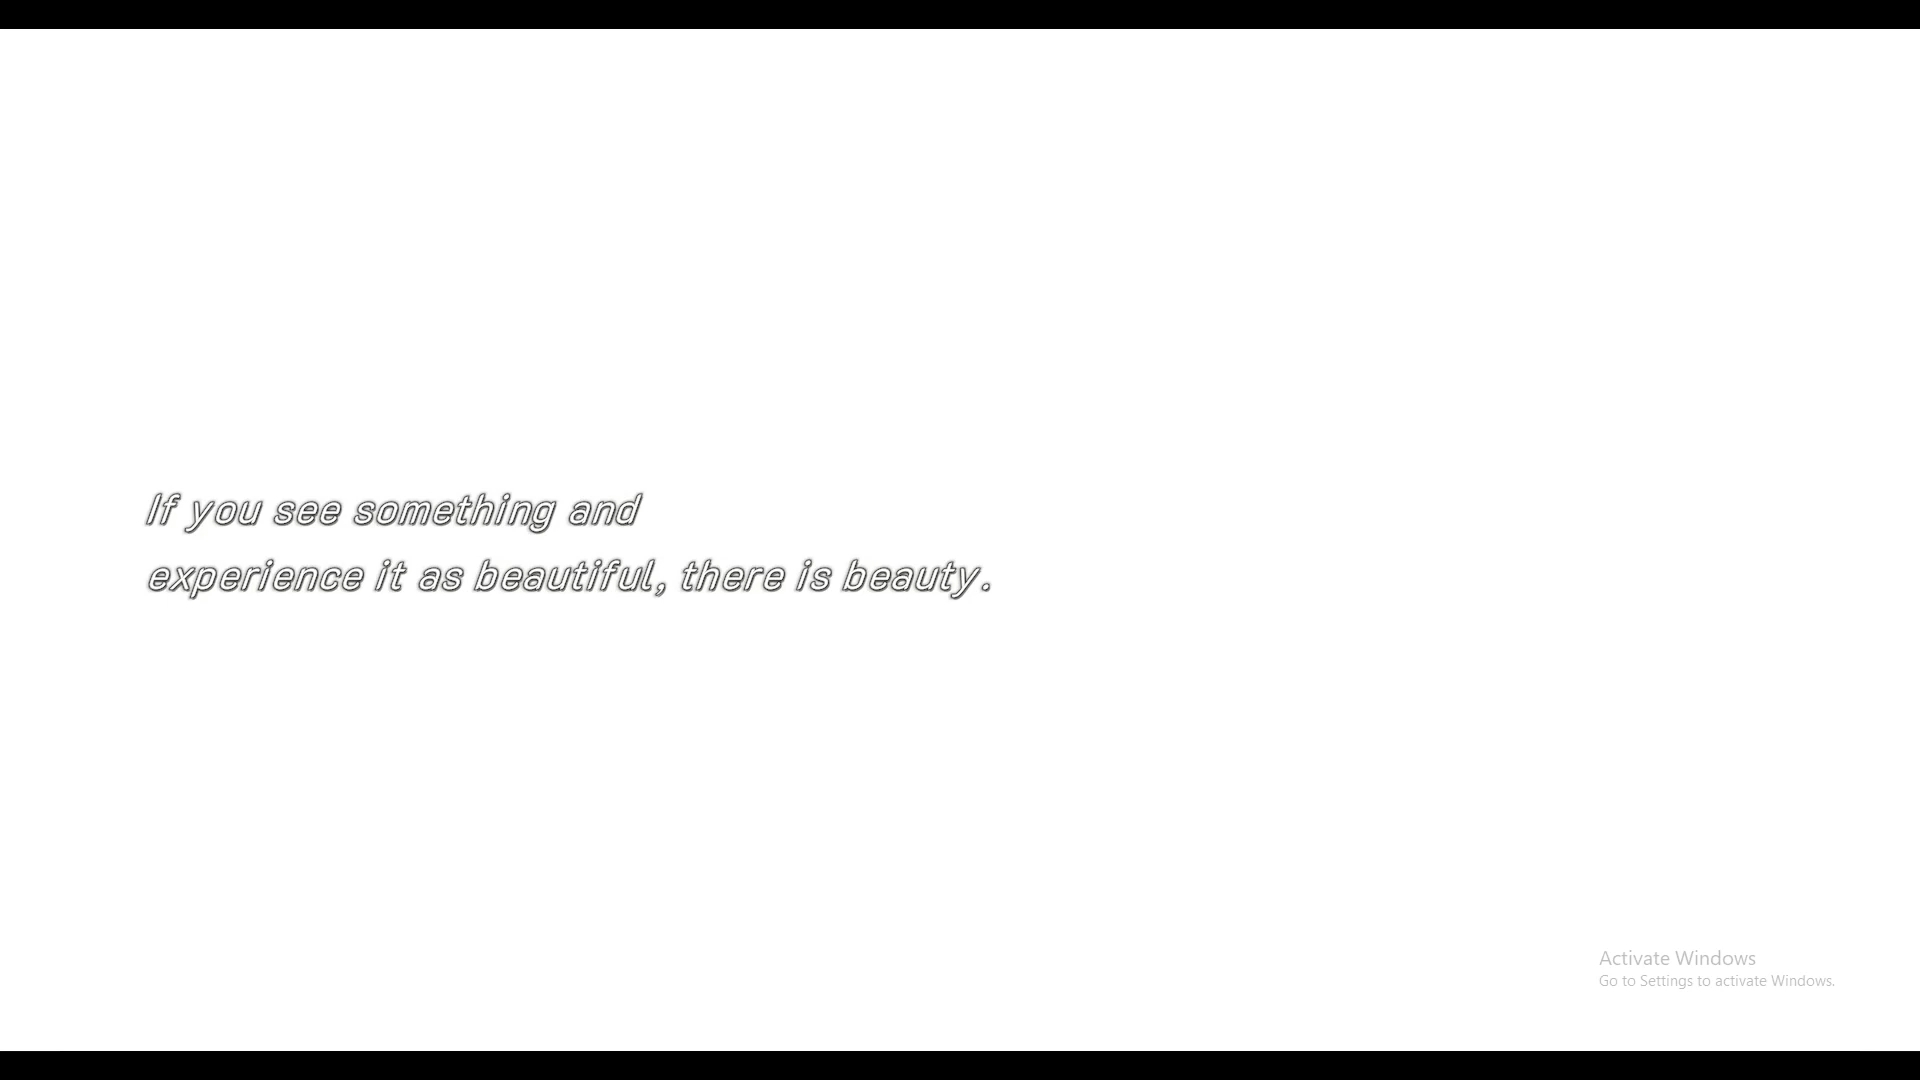 If you see something and
experience it as beautiful, there is beauty.
Activate Windows
Go to Settings to activate Windows.